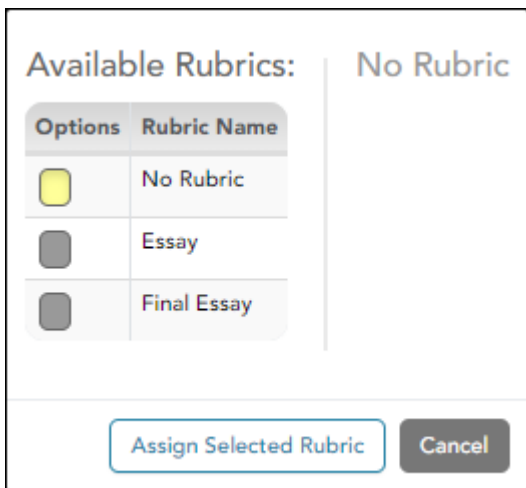 Available Rubrics:
No Rubric
Options Rubric Name
No Rubric
Essay
Final Essay
Assign Selected Rubric
Cancel